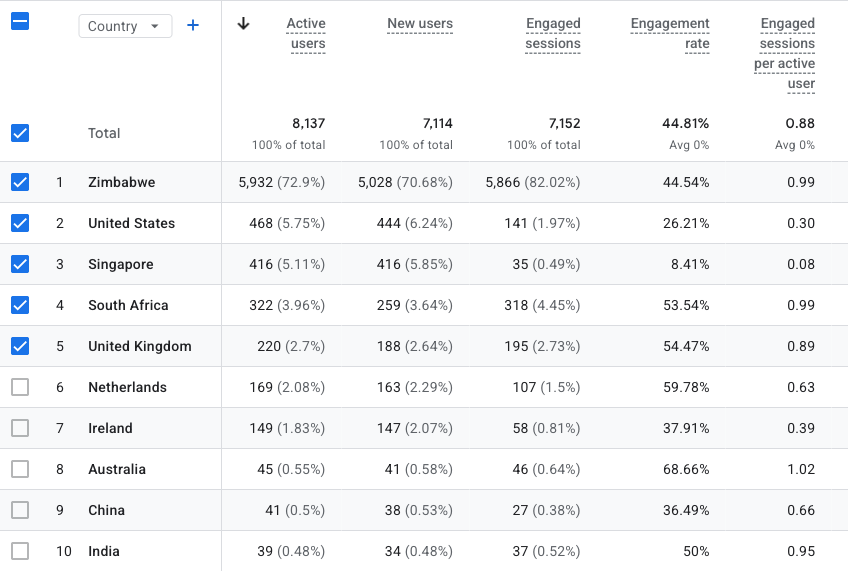 Country
Active users
New users
Engaged sessions
Engagement rate
Engaged sessions per active user
Total
8,137 7,114 7,152 44.81% 0.88
100% of total 100% of total 100% of total Avg 0% Avg 0%
1 Zimbabwe 5,932 (72.9%) 5,028 (70.68%) 5,866 (82.02%) 44.54% 0.99
2 United States 468 (5.75%) 444 (6.24%) 141 (1.97%) 26.21% 0.30
3 Singapore 416 (5.11%) 416 (5.85%) 35 (0.49%) 8.41% 0.08
4 South Africa 322 (3.96%) 259 (3.64%) 318 (4.45%) 53.54% 0.99
5 United Kingdom 220 (2.7%) 188 (2.64%) 195 (2.73%) 54.47% 0.89
6 Netherlands 169 (2.08%) 163 (2.29%) 107 (1.5%) 59.78% 0.63
7 Ireland 149 (1.83%) 147 (2.07%) 58 (0.81%) 37.91% 0.39
8 Australia 45 (0.55%) 41 (0.58%) 46 (0.64%) 68.66% 1.02
9 China 41 (0.5%) 38 (0.53%) 27 (0.38%) 36.49% 0.66
10 India 39 (0.48%) 34 (0.48%) 37 (0.52%) 50% 0.95